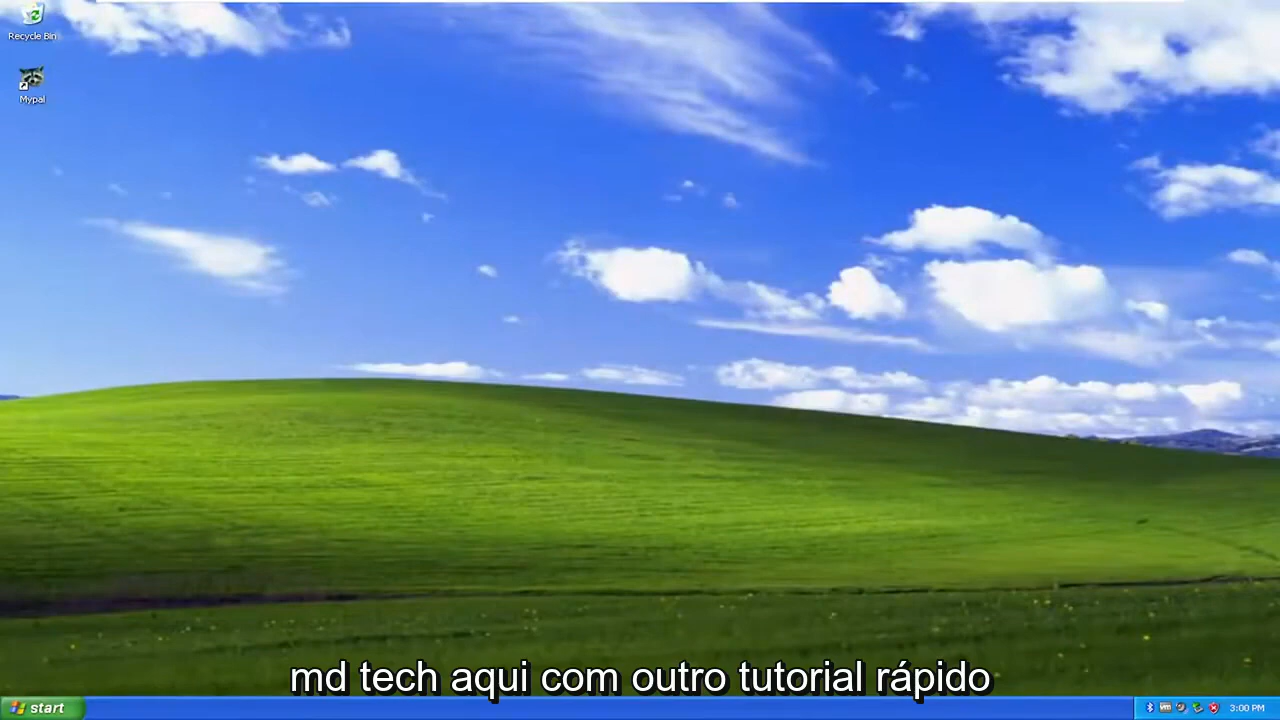 Recycle Bin
Mypal
md tech aqui com outro tutorial rápido
start
3:00 PM